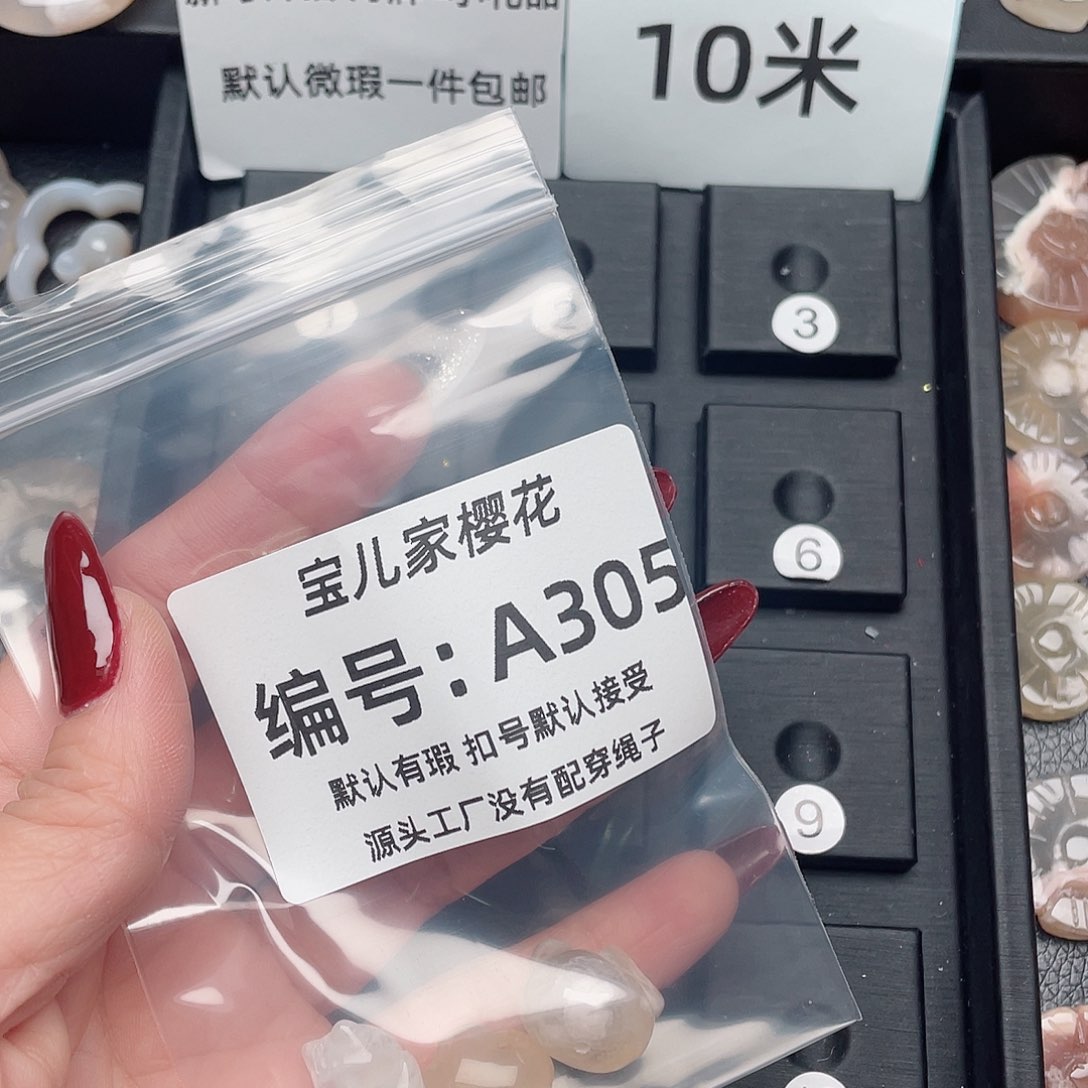 默认微瑕一件包邮
10米
3
6
9
宝儿家樱花
编号:A305
默认有瑕 扣号默认接受
源头工厂没有配穿绳子